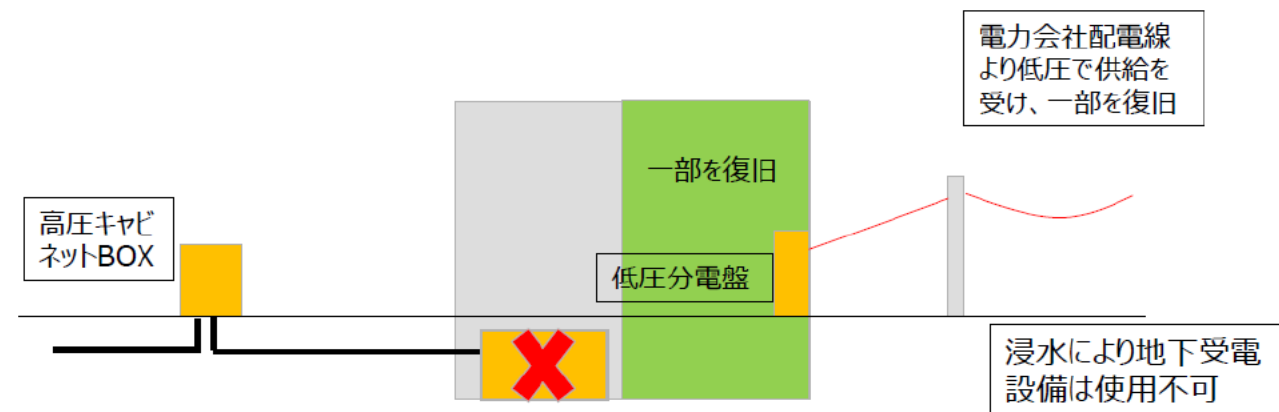 電力会社配電線
より低圧で供給を
受け、一部を復旧
一部を復旧
高圧キャビ
ネットBOX
低圧分電盤
浸水により地下受電
設備は使用不可